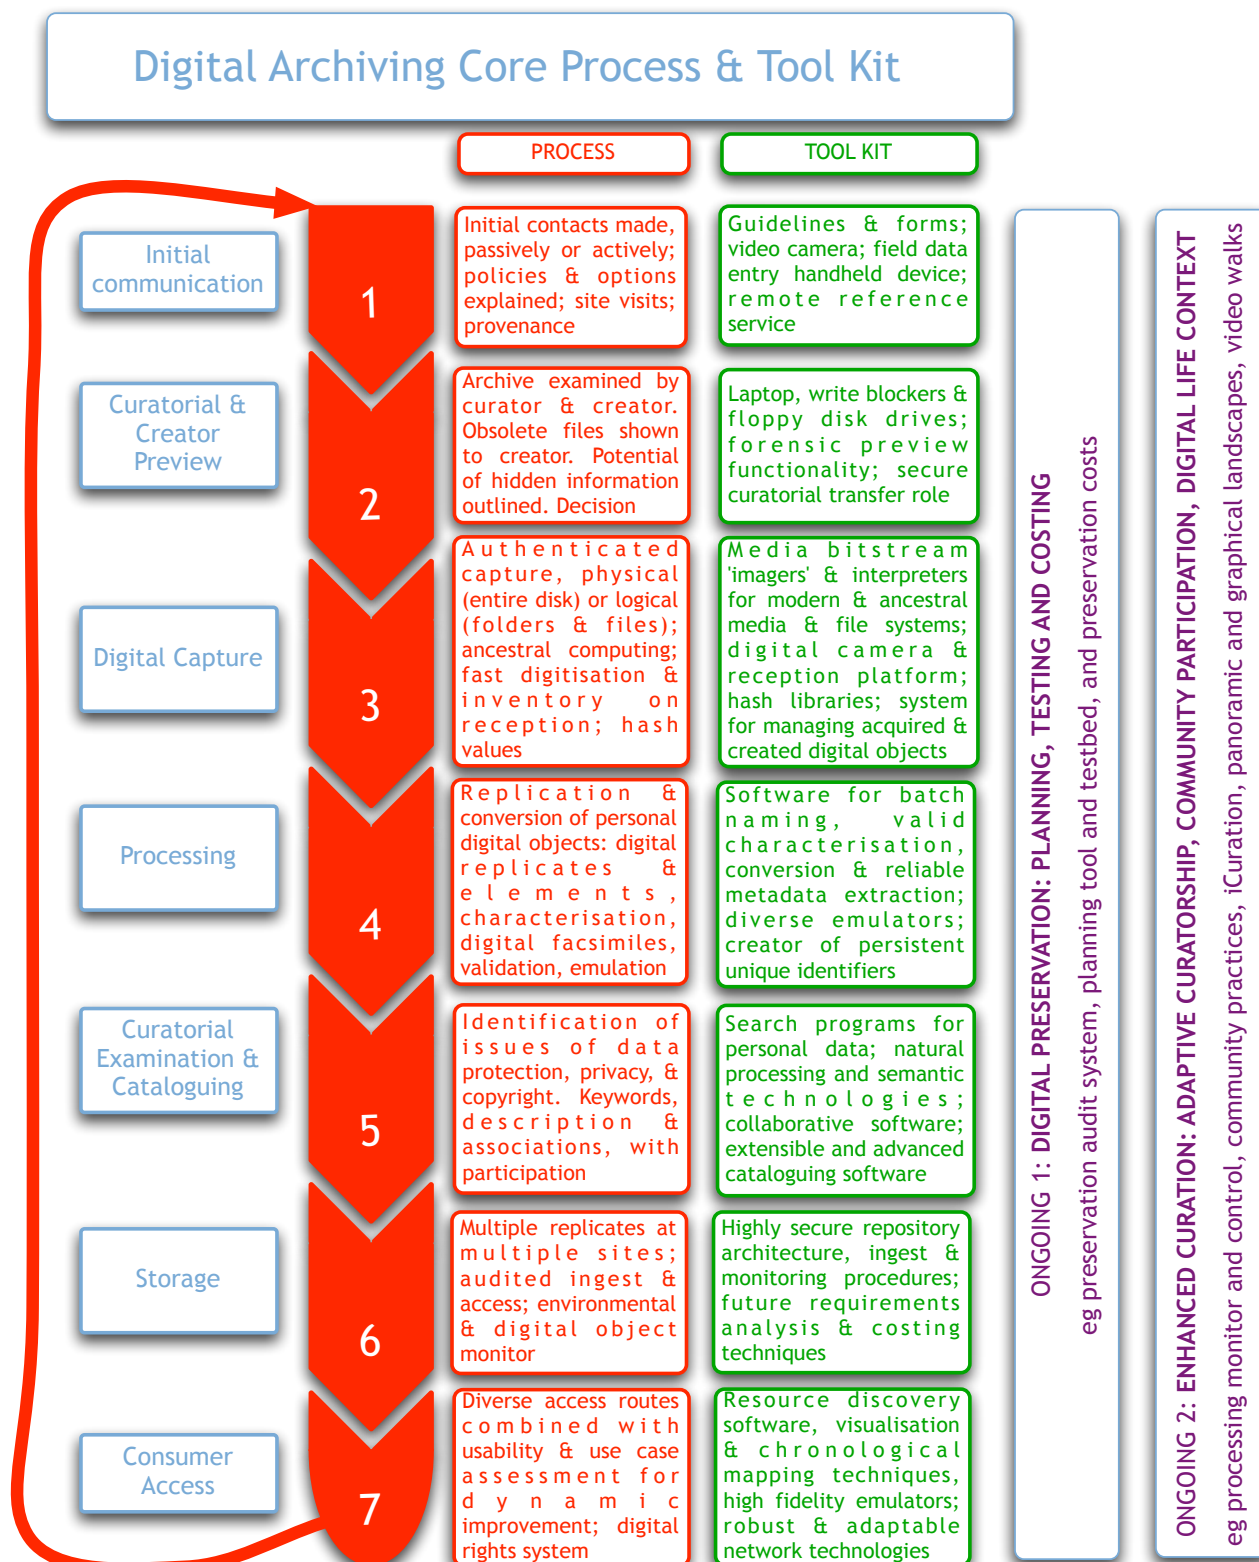 Digital Archiving Core Process & Tool Kit
PROCESS
TOOL KIT
Initial
communication
1
Initial contacts made,
passively or actively;
policies & options
explained; site visits;
provenance
Guidelines & forms;
video camera; field data
entry handheld device;
remote reference
service
Curatorial &
Creator
Preview
2
Archive examined by
curator & creator.
Obsolete files shown
to creator. Potential
of hidden information
outlined. Decision
Laptop, write blockers &
floppy disk drives;
forensic preview
functionality; secure
curatorial transfer role
Digital Capture
3
Authenticated
capture, physical
(entire disk) or logical
(folders & files);
ancestral computing;
fast digitisation &
inventory on
reception; hash
values
Media bitstream
'imagers' & interpreters
for modern & ancestral
media & file systems;
digital camera &
reception platform;
hash libraries; system
for managing acquired &
created digital objects
Processing
4
Replication &
conversion of personal
digital objects: digital
replicates &
elements,
characterisation,
digital facsimiles,
validation, emulation
Software for batch
naming, valid
characterisation,
conversion & reliable
metadata extraction;
diverse emulators;
creator of persistent
unique identifiers
Curatorial
Examination &
Cataloguing
5
Identification of
issues of data
protection, privacy, &
copyright. Keywords,
description &
associations, with
participation
Search programs for
personal data; natural
processing and semantic
technologies;
collaborative software;
extensible and advanced
cataloguing software
Storage
6
Multiple replicates at
multiple sites;
audited ingest &
access; environmental
& digital object
monitor
Highly secure repository
architecture, ingest &
monitoring procedures;
future requirements
analysis & costing
techniques
Consumer
Access
7
Diverse access routes
combined with
usability & use case
assessment for
dynamic
improvement; digital
rights system
Resource discovery
software, visualisation
& chronological
mapping techniques,
high fidelity emulators;
robust & adaptable
network technologies
ONGOING 1: DIGITAL PRESERVATION: PLANNING, TESTING AND COSTING
eg preservation audit system, planning tool and testbed, and preservation costs
ONGOING 2: ENHANCED CURATION: ADAPTIVE CURATORSHIP, COMMUNITY PARTICIPATION, DIGITAL LIFE CONTEXT
eg processing monitor and control, community practices, iCuration, panoramic and graphical landscapes, video walks